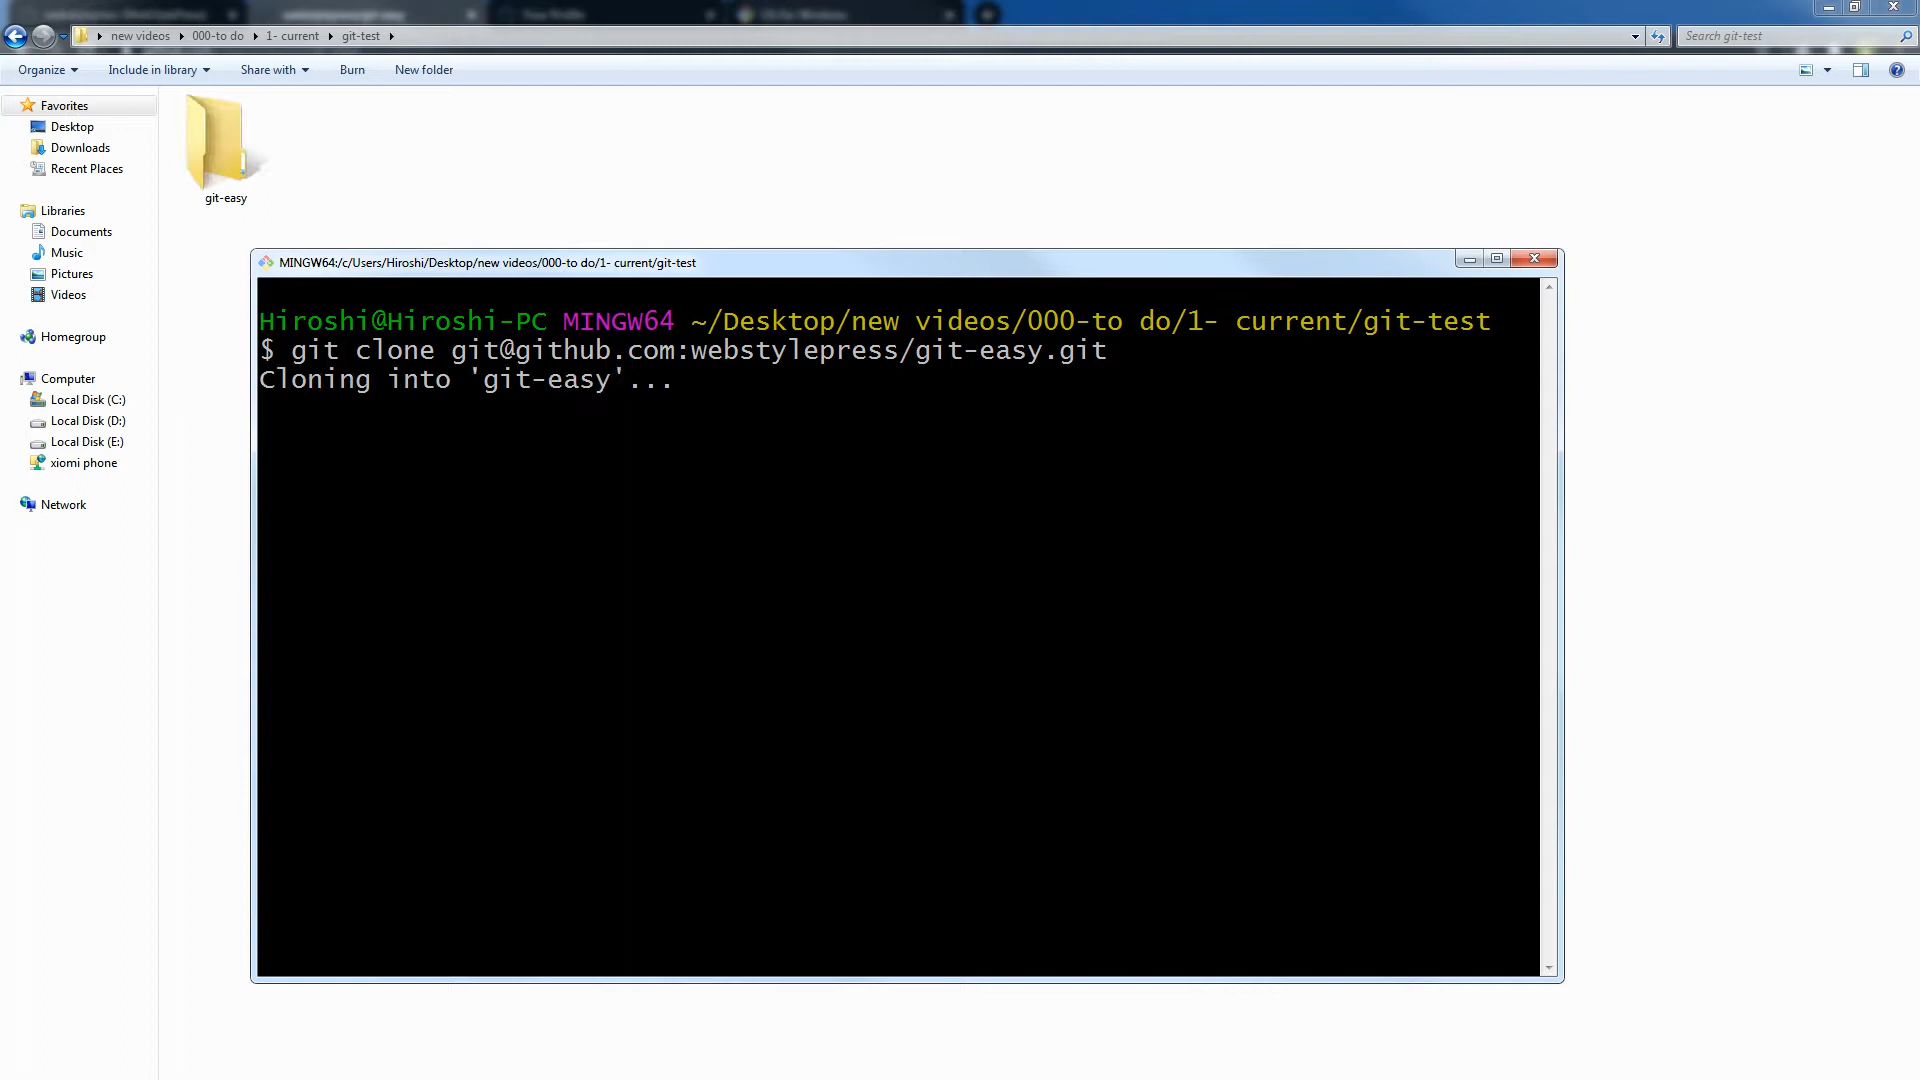 new videos 000-to do 1- current git-test
Search git-test
Organize Include in library Share with Burn New folder
Favorites
Desktop
Downloads
Recent Places
Libraries
Documents
Music
Pictures
Videos
Homegroup
Computer
Local Disk (C:)
Local Disk (D:)
Local Disk (E:)
xiomi phone
Network
git-easy
MINGW64:/c/Users/Hiroshi/Desktop/new videos/000-to do/1- current/git-test
Hiroshi@Hiroshi-PC MINGW64 ~/Desktop/new videos/000-to do/1- current/git-test
$ git clone git@github.com:webstylepress/git-easy.git
Cloning into 'git-easy'...